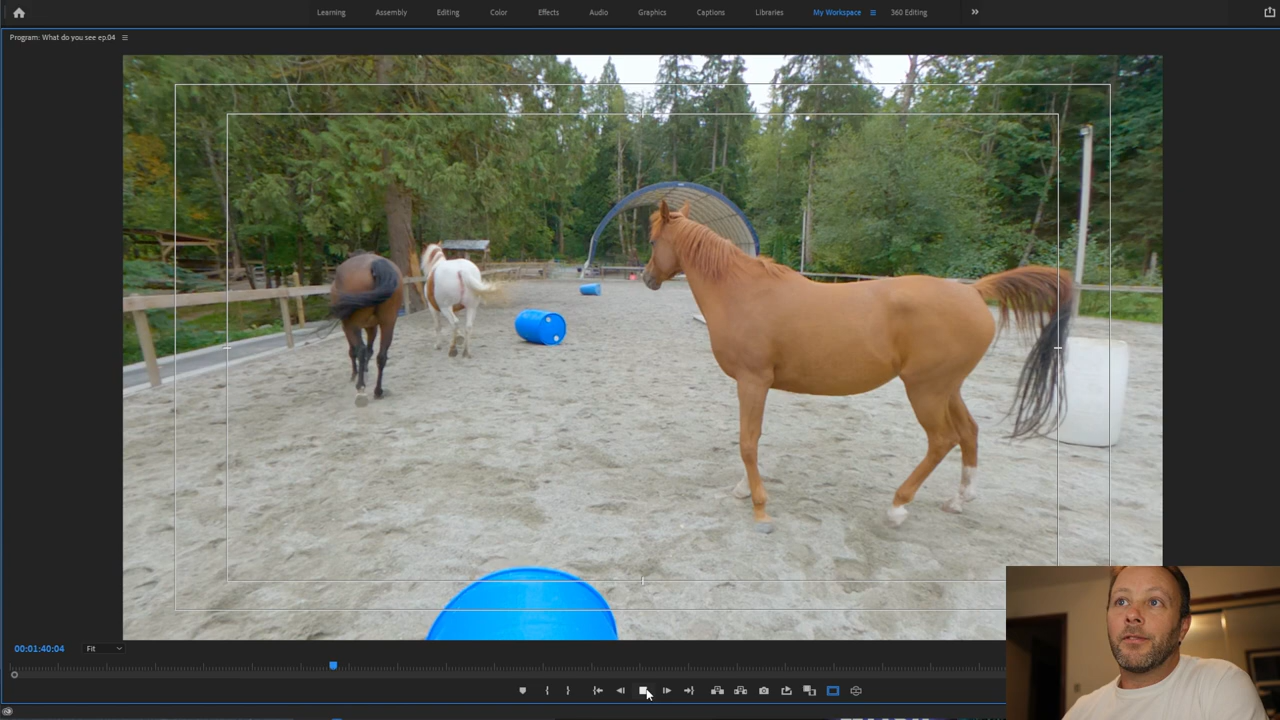 Learning Assembly Editing Color Effects Audio Graphics Captions Libraries My Workspace 360 Editing
Program: What do you see ep.04
00:01:40:04 Fit